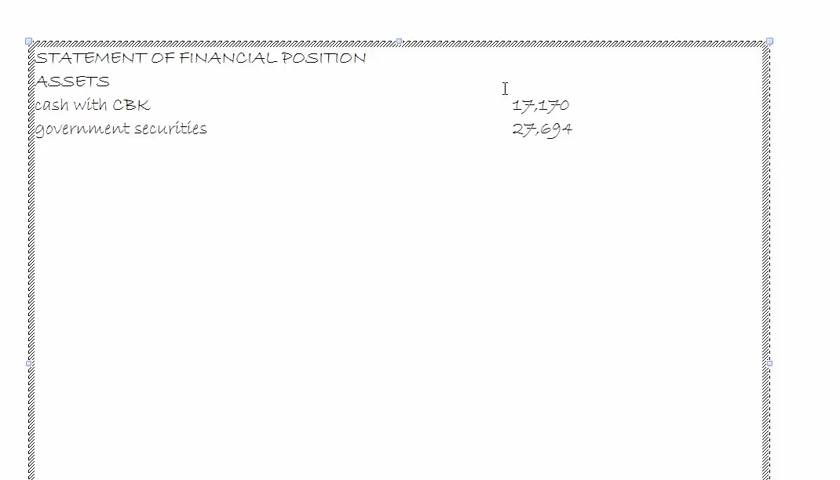 STATEMENT OF FINANCIAL POSITION
ASSETS
cash with CBK 17,170
government securities 27,694